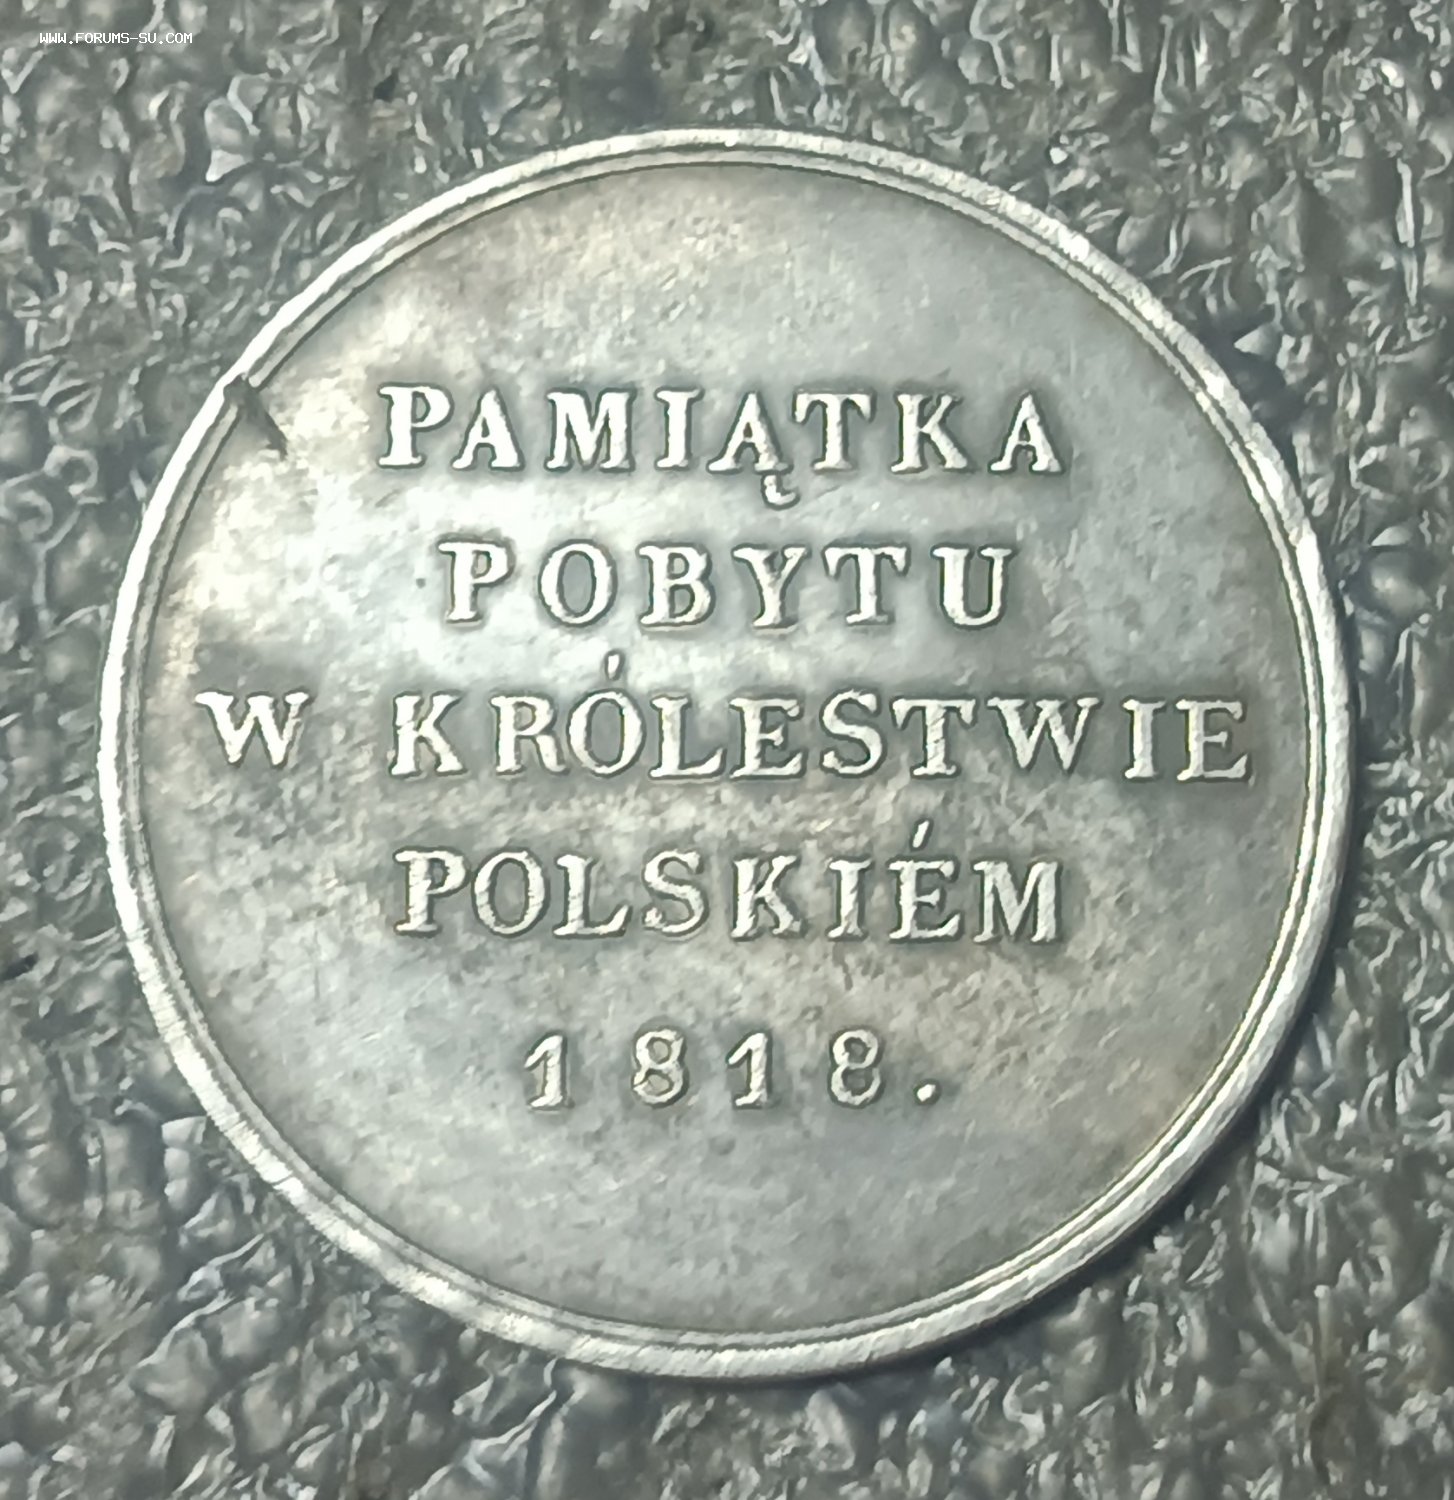 WWW.FORUMS-SU.COM
PAMIĄTKA
POBYTU
W KRÓLESTWIE
POLSKIÉM
1818.